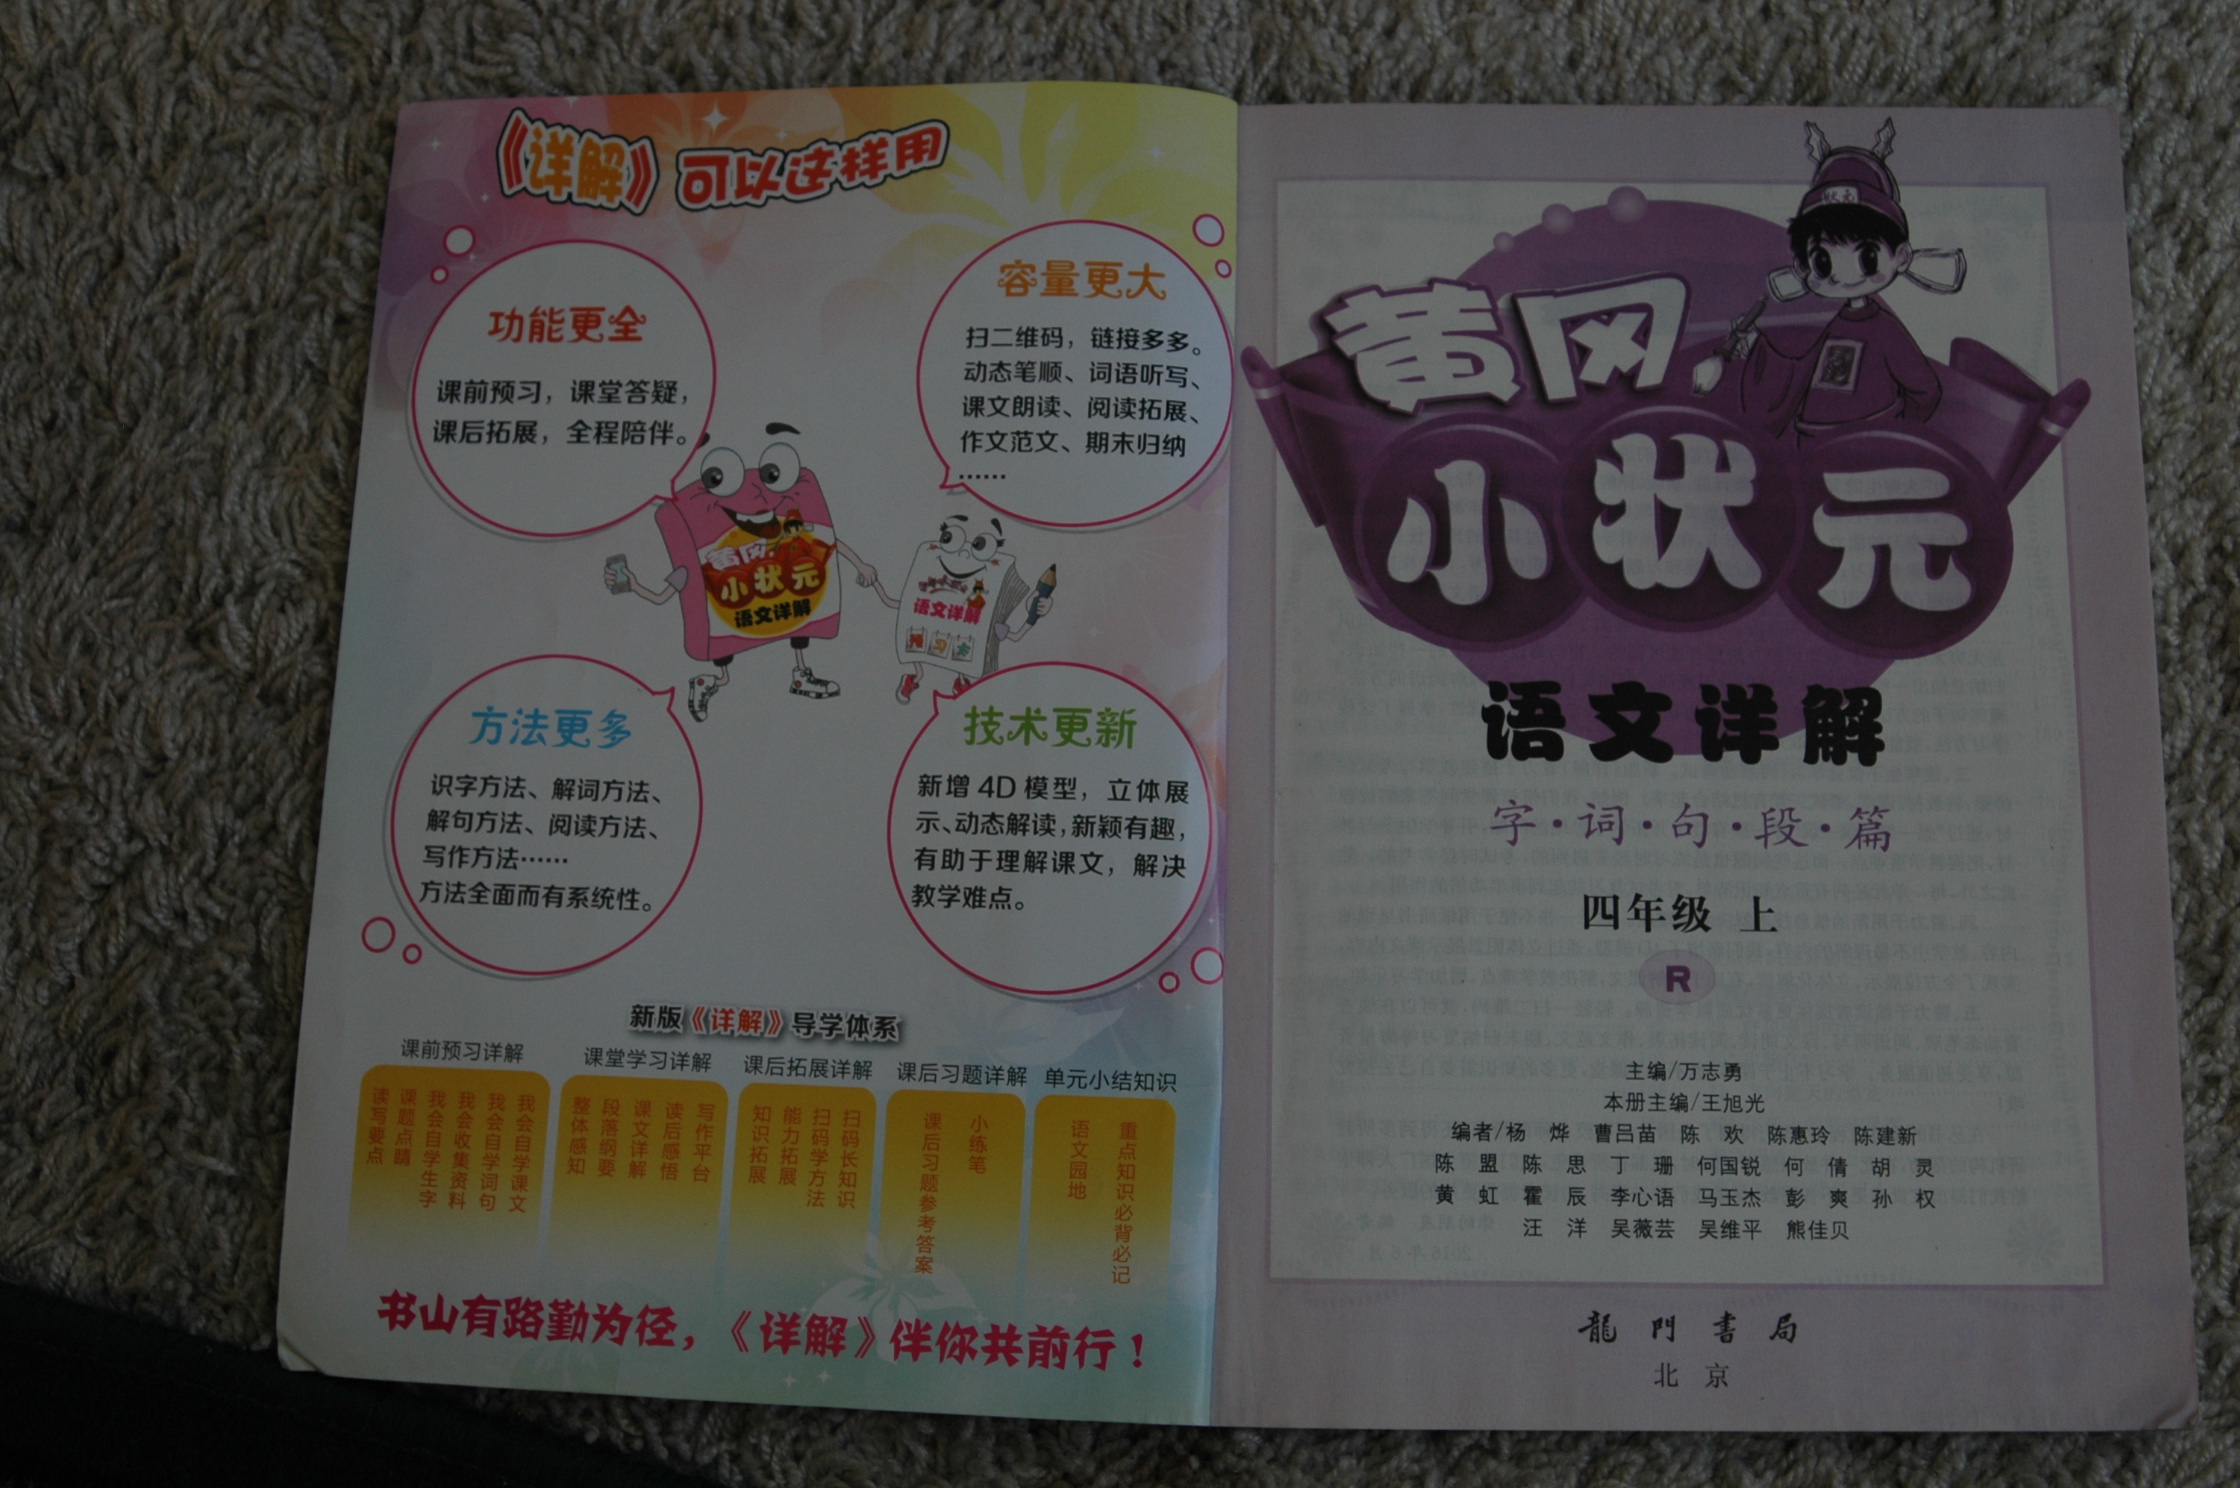 《详解》可以这样用
功能更全
课前预习，课堂答疑，
课后拓展，全程陪伴。
容量更大
扫二维码，链接多多。
动态笔顺、词语听写、
课文朗读、阅读拓展、
作文范文、期末归纳
……
黄冈
小状元
语文详解
语文详解
预习卡
方法更多
识字方法、解词方法、
解句方法、阅读方法、
写作方法……
方法全面而有系统性。
技术更新
新增 4D 模型，立体展
示、动态解读，新颖有趣，
有助于理解课文，解决
教学难点。
新版《详解》导学体系
课前预习详解
读写要点
课题点睛
我会自学生字
我会收集资料
我会自学词句
我会自学课文
课堂学习详解
整体感知
段落纲要
课文详解
读后感悟
写作平台
课后拓展详解
知识拓展
能力拓展
扫码学方法
扫码长知识
课后习题详解
课后习题参考答案
小练笔
单元小结知识
语文园地
重点知识必背必记
书山有路勤为径，《详解》伴你共前行！
状元
黄冈
小状元
语文详解
字·词·句·段·篇
四年级 上
R
主编/万志勇
本册主编/王旭光
编者/杨 烨 曹吕苗 陈 欢 陈惠玲 陈建新
陈 盟 陈 思 丁 珊 何国锐 何 倩 胡 灵
黄 虹 霍 辰 李心语 马玉杰 彭 爽 孙 权
汪 洋 吴薇芸 吴维平 熊佳贝
龍門書局
北京